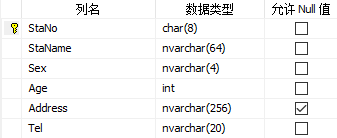 列名 数据类型 允许 Null 值
StaNo char(8)
StaName nvarchar(64)
Sex nvarchar(4)
Age int
Address nvarchar(256)
Tel nvarchar(20)